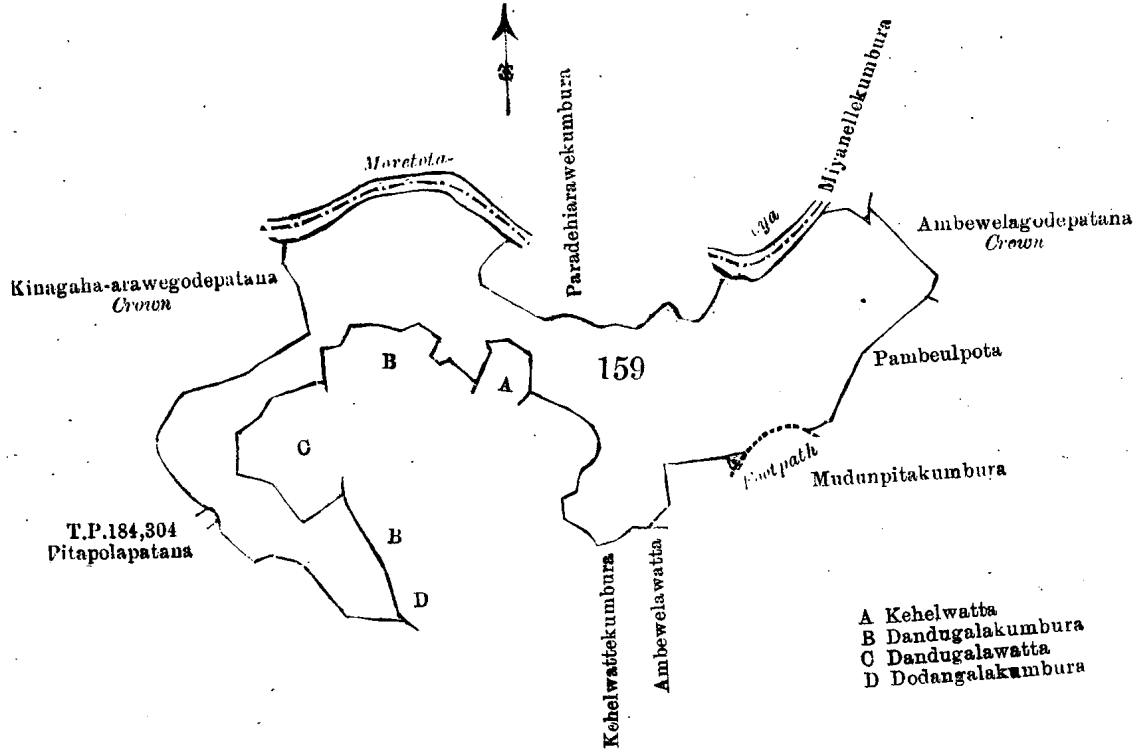 Moretota-
Paradehiarawekumbura
-ya
Miyanellekumbura
Ambewelagodepatana
Crown
Kinagaha-arawegodepatana
Crown
B
A
159
Pambeulpota
C
Footpath
Mudunpitakumbura
T.P.184,304
Pitapolapatana
B
D
Kehelwattekumbura
Ambewelawatta
A Kehelwatta
B Dandugalakumbura
C Dandugalawatta
D Dodangalakumbura